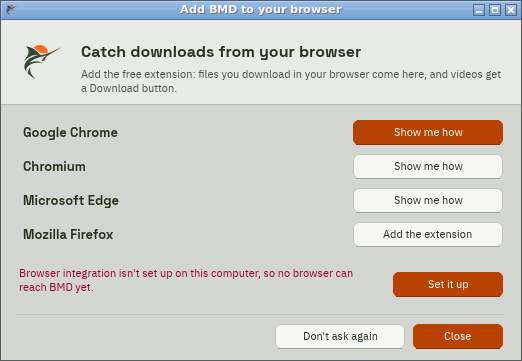 Add BMD to your browser
Catch downloads from your browser
Add the free extension: files you download in your browser come here, and videos get
a Download button.
Google Chrome
Show me how
Chromium
Show me how
Microsoft Edge
Show me how
Mozilla Firefox
Add the extension
Browser integration isn't set up on this computer, so no browser can
reach BMD yet.
Set it up
Don't ask again
Close